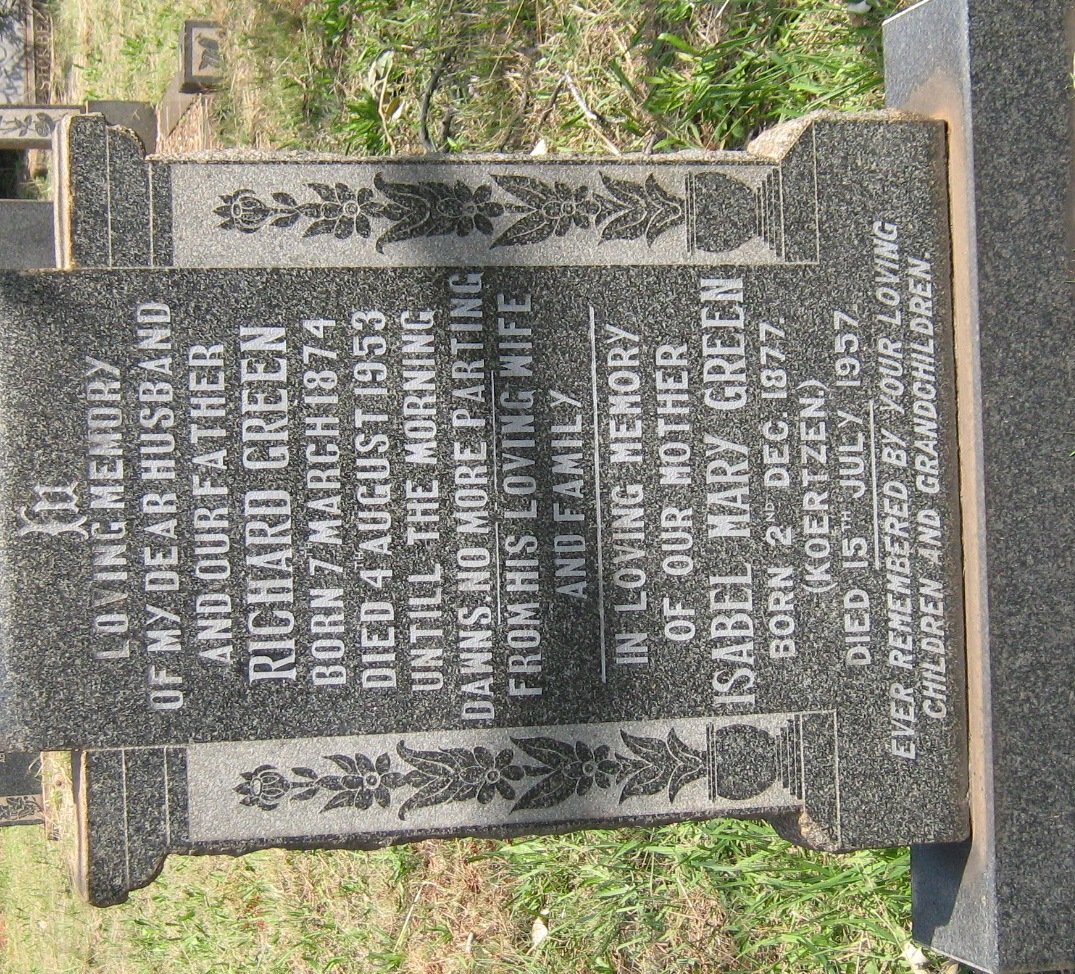 In
LOVING MEMORY
OF MY DEAR HUSBAND
AND OUR FATHER
RICHARD GREEN
BORN 7TH MARCH 1874
DIED 4TH AUGUST 1953
UNTILL THE MORNING
DAWNS. NO MORE PARTING
FROM HIS LOVING WIFE
AND FAMILY
IN LOVING MEMORY
OF OUR MOTHER
ISABEL MARY GREEN
BORN 2ND DEC. 1877.
(KOERTZEN)
DIED 15TH JULY 1957.
EVER REMEMBERED BY YOUR LOVING
CHILDREN AND GRANDCHILDREN.